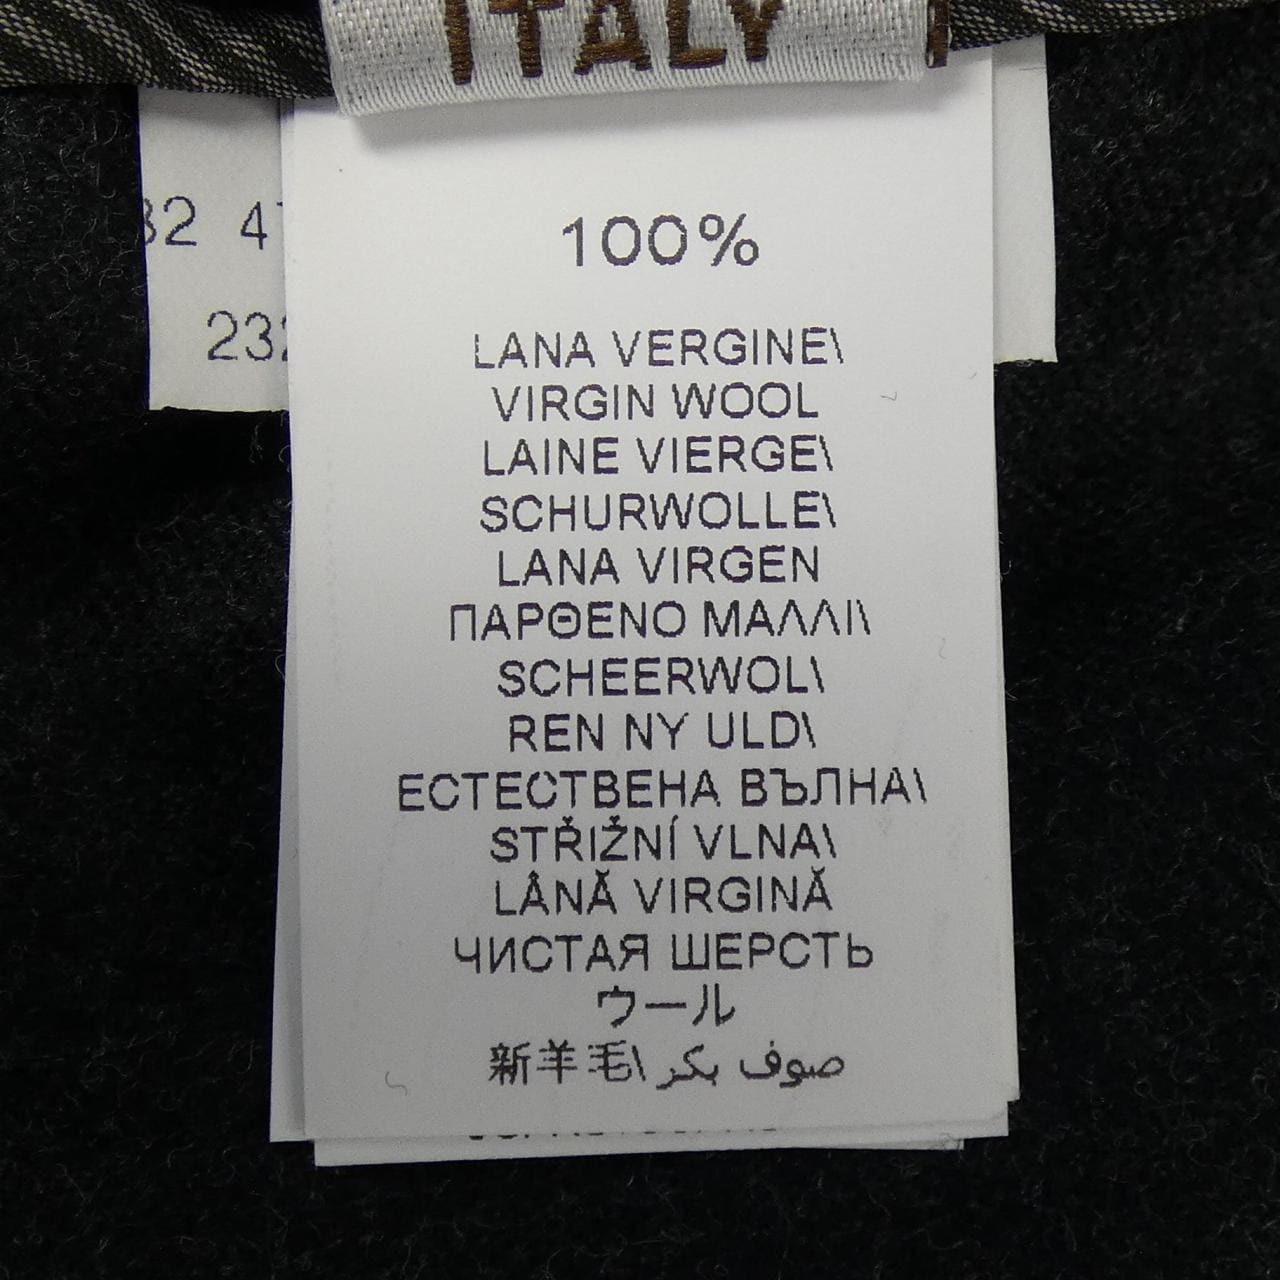 ITALY
32 47
232
100%
LANA VERGINE\
VIRGIN WOOL
LAINE VIERGE\
SCHURWOLLE\
LANA VIRGEN
ΠΑΡΘΕΝΟ ΜΑΛΛΙ\
SCHEERWOL\
REN NY ULD\
ЕСТЕСТВЕНА ВЪЛНА\
STŘIŽNÍ VLNA\
LÂNĂ VIRGINĂ
ЧИСТАЯ ШЕРСТЬ
ウール
新羊毛\صوف بكر